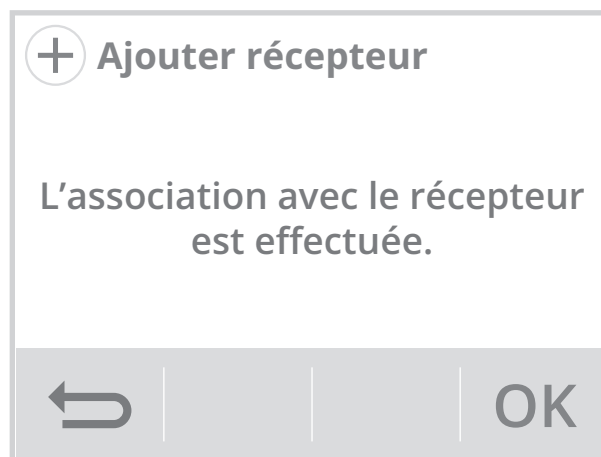 Ajouter récepteur
L’association avec le récepteur
est effectuée.
OK